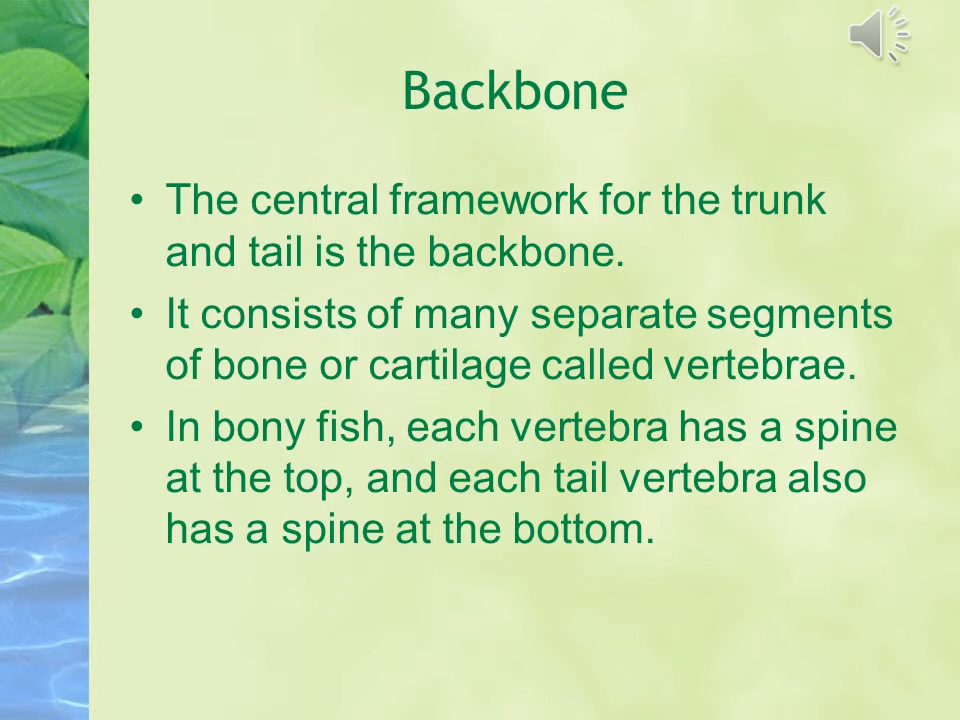 Backbone
• The central framework for the trunk
and tail is the backbone.
• It consists of many separate segments
of bone or cartilage called vertebrae.
• In bony fish, each vertebra has a spine
at the top, and each tail vertebra also
has a spine at the bottom.